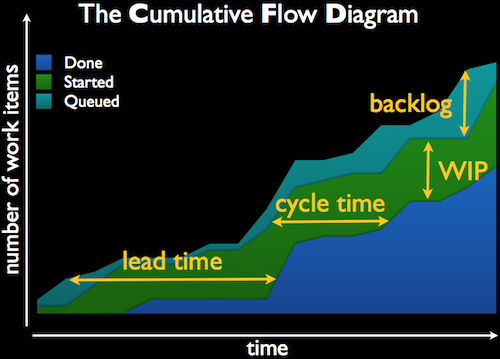 The Cumulative Flow Diagram
Done
Started
Queued
number of work items
backlog
WIP
cycle time
lead time
time